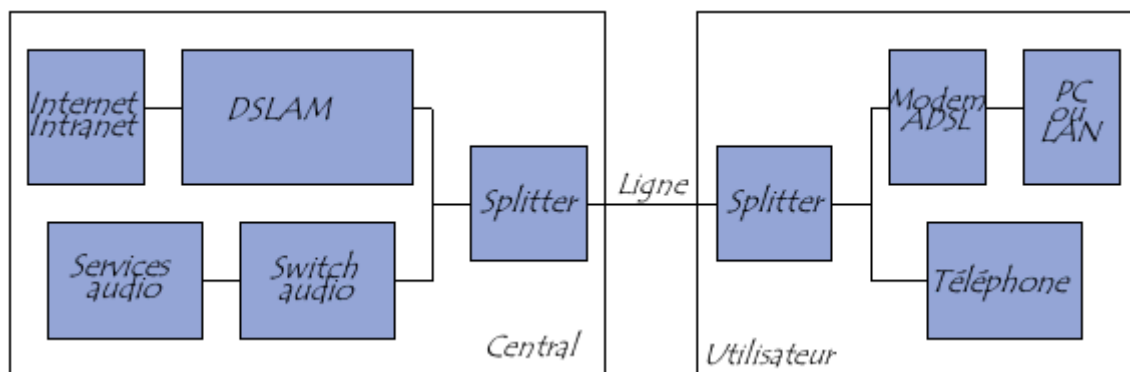 Internet
Intranet
DSLAM
Splitter
Services
audio
Switch
audio
Central
Ligne
Splitter
Modem
ADSL
PC
ou
LAN
Téléphone
Utilisateur